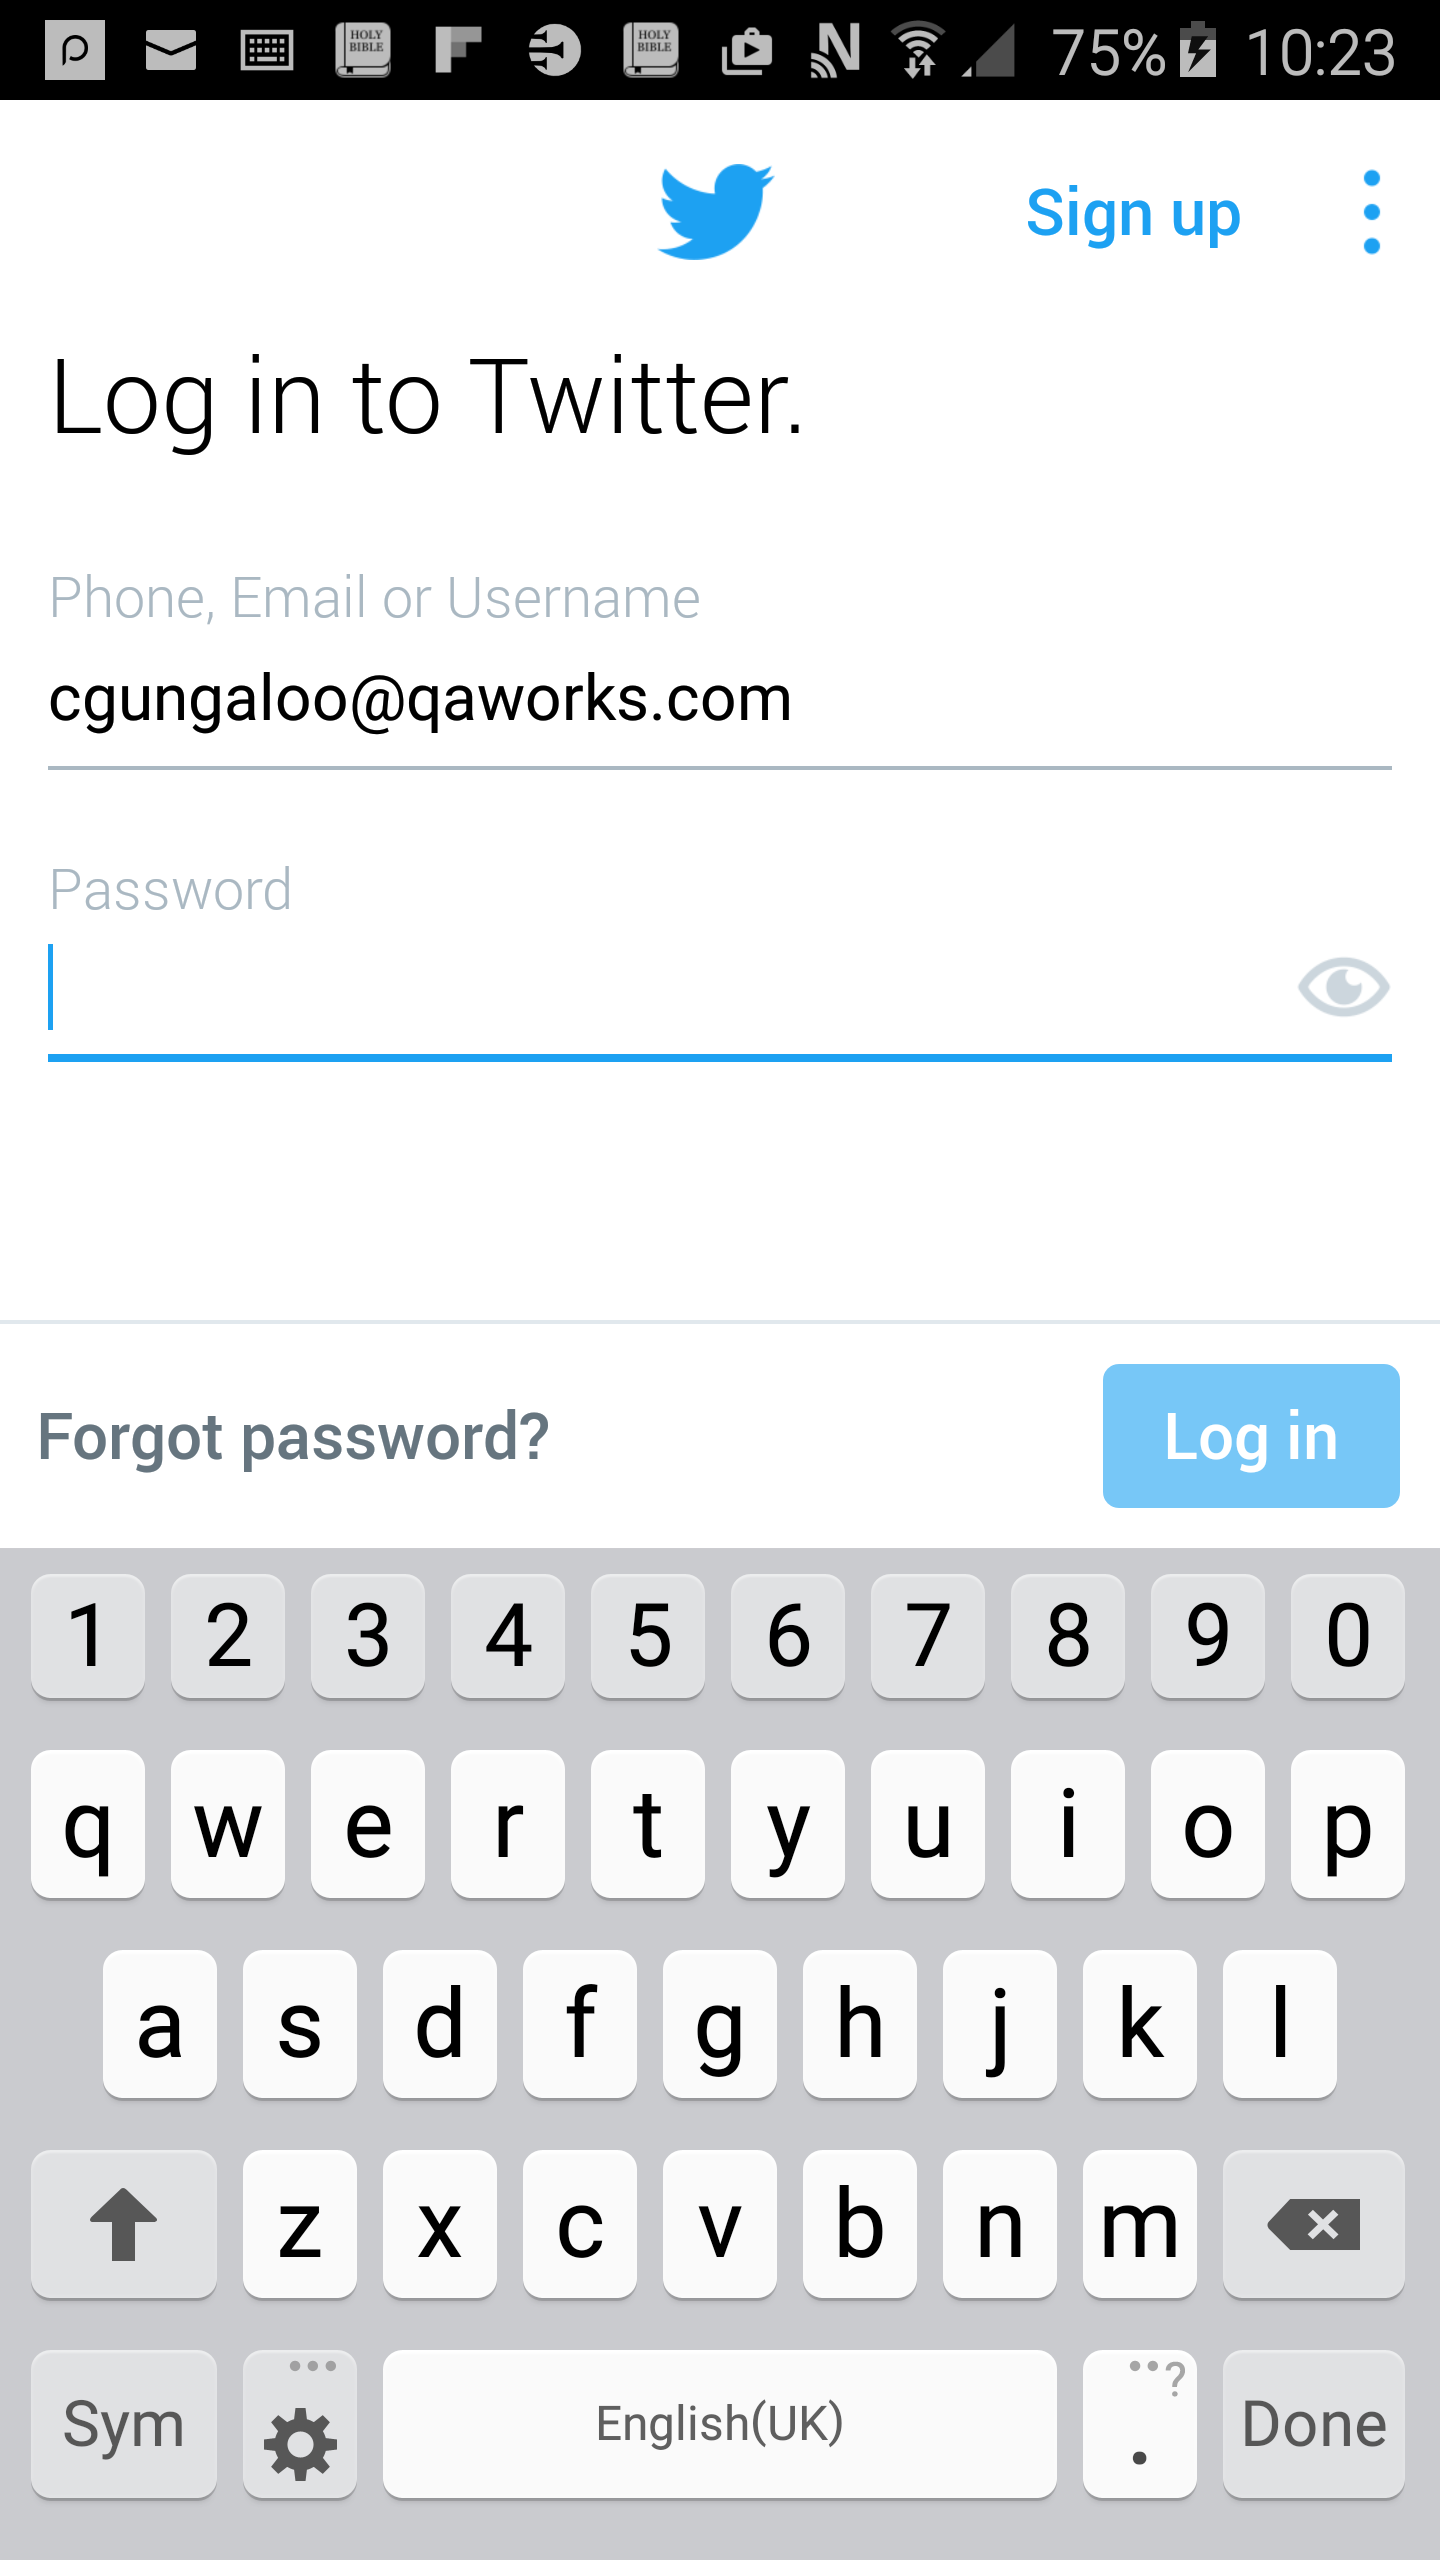 HOLY BIBLE HOLY BIBLE 75% 10:23
Sign up
Log in to Twitter.
Phone, Email or Username
cgungaloo@qaworks.com
Password
Forgot password? Log in
1 2 3 4 5 6 7 8 9 0
q w e r t y u i o p
a s d f g h j k l
z x c v b n m
Sym English(UK) . ? Done